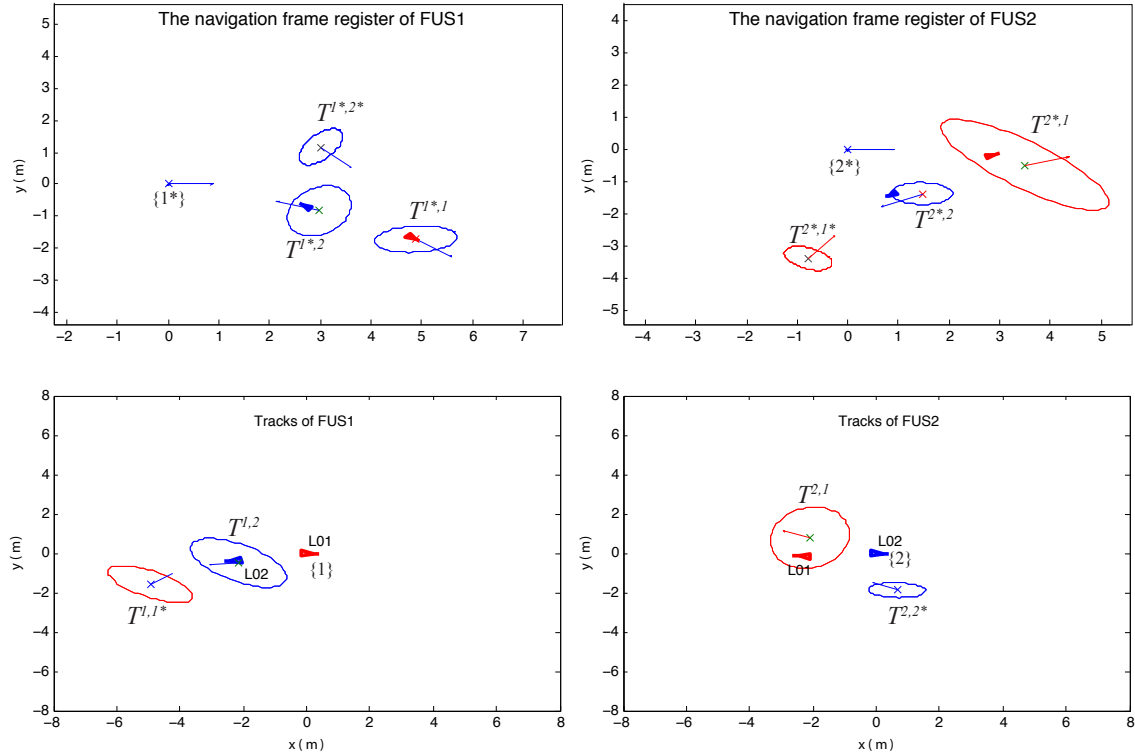 The navigation frame register of FUS1
5
4
3
2
1
0
−1
−2
−3
−4
y (m)
T^{1*,2*}
{1*}
T^{1*,2}
T^{1*,1}
−2 −1 0 1 2 3 4 5 6 7
The navigation frame register of FUS2
4
3
2
1
0
−1
−2
−3
−4
−5
y (m)
T^{2*,1}
{2*}
T^{2*,2}
T^{2*,1*}
−4 −3 −2 −1 0 1 2 3 4 5
Tracks of FUS1
8
6
4
2
0
−2
−4
−6
−8
y (m)
T^{1,2}
L01
{1}
L02
T^{1,1*}
−8 −6 −4 −2 0 2 4 6 8
x (m)
Tracks of FUS2
8
6
4
2
0
−2
−4
−6
−8
y (m)
T^{2,1}
L02
{2}
L01
T^{2,2*}
−8 −6 −4 −2 0 2 4 6 8
x (m)